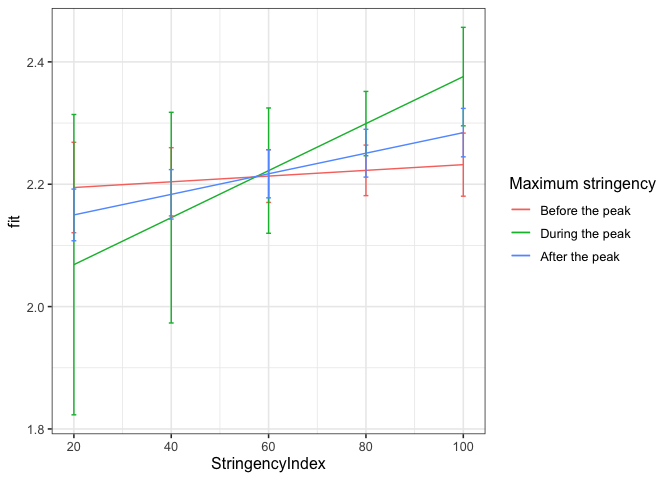 2.4
2.2
2.0
1.8
fit
20 40 60 80 100
StringencyIndex
Maximum stringency
Before the peak
During the peak
After the peak